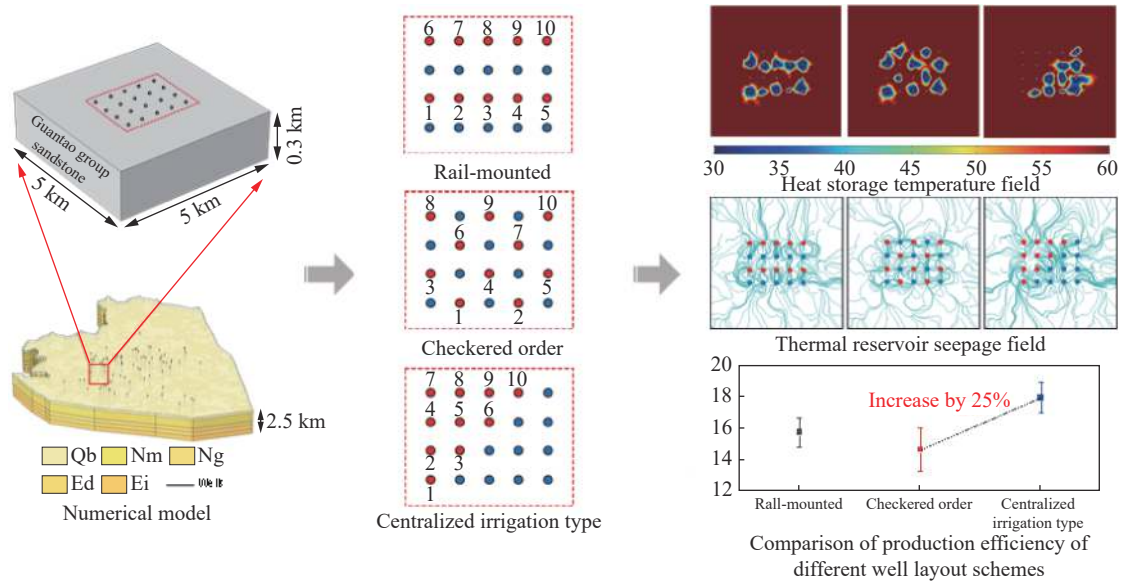 Guantao group
sandstone
0.3 km
5 km
5 km
2.5 km
Qb Nm Ng
Ed Ei Wells
Numerical model
6 7 8 9 10
1 2 3 4 5
Rail-mounted
8 9 10
6 7
3 4 5
1 2
Checkered order
7 8 9 10
4 5 6
2 3
1
Centralized irrigation type
30 35 40 45 50 55 60
Heat storage temperature field
Thermal reservoir seepage field
20
18
16
14
12
Increase by 25%
Rall-mounted
Checkered order
Centralized
irrigation type
Comparison of production efficiency of
different well layout schemes